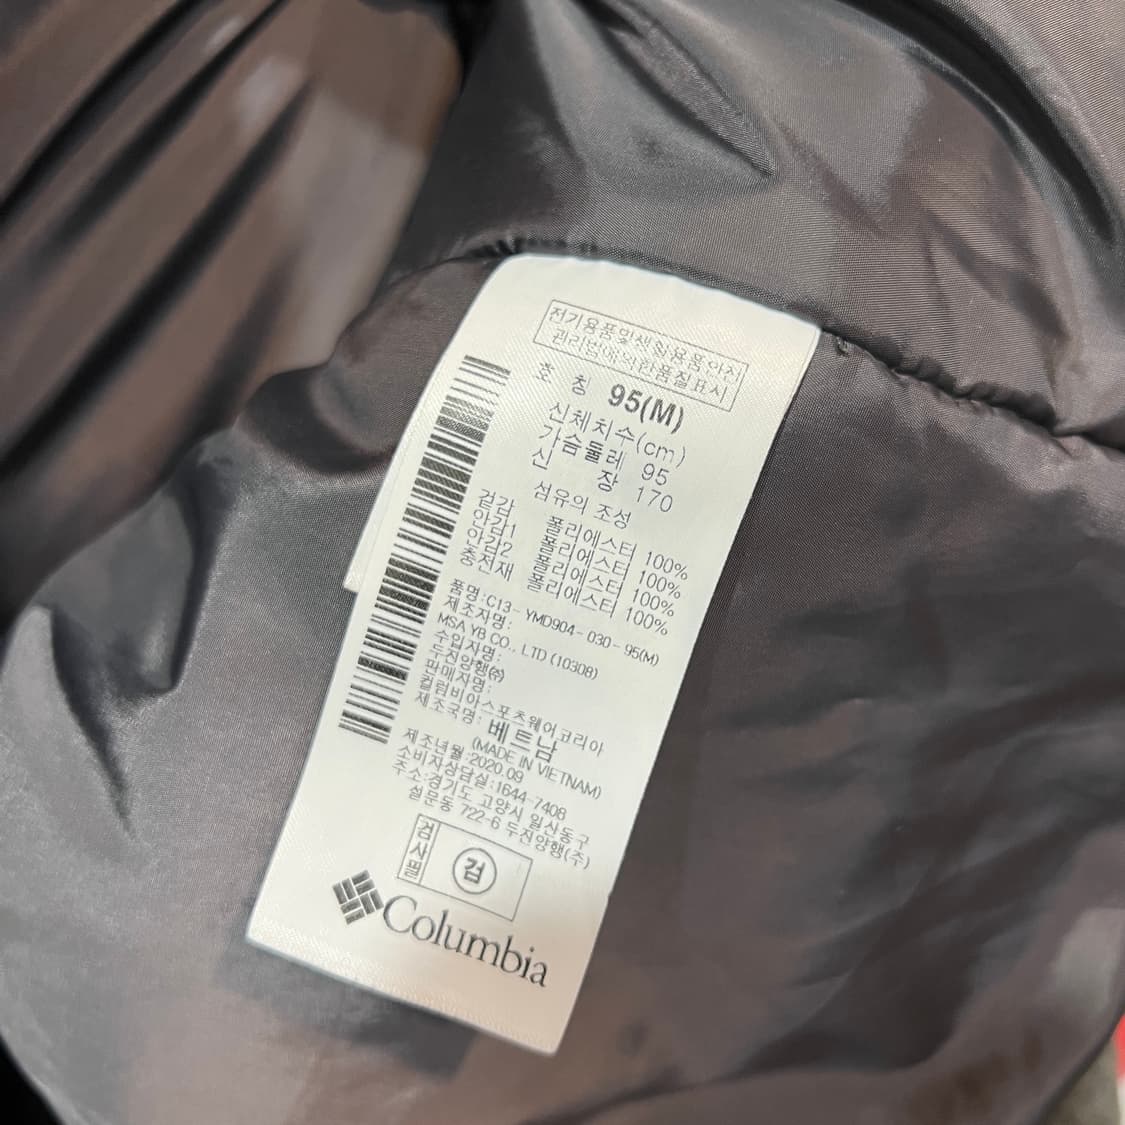 전기용품및생활용품안전
관리법에의한품질표시
호 칭 95(M)
신체치수(cm)
가슴둘레 95
신 장 170
섬유의 조성
겉감 폴리에스터 100%
안감1 폴리에스터 100%
안감2 폴리에스터 100%
충전재 폴리에스터 100%
품명:C13-YMD904-030-95(M)
제조자명:
MSA YB CO., LTD (10308)
수입자명:
두진양행㈜
판매자명:
컬럼비아스포츠웨어코리아
제조국명: 베트남
(MADE IN VIETNAM)
제조년월:2020.09
소비자상담실:1644-7408
주소:경기도 고양시 일산동구
설문동 722-6 두진양행(주)
검사필 검
Columbia